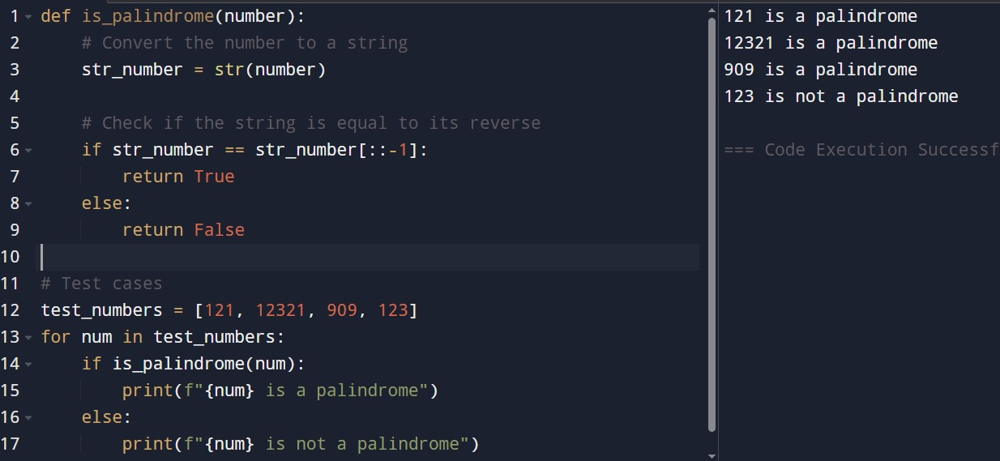 1 def is_palindrome(number):
2     # Convert the number to a string
3     str_number = str(number)
4
5     # Check if the string is equal to its reverse
6     if str_number == str_number[::-1]:
7         return True
8     else:
9         return False
10
11 # Test cases
12 test_numbers = [121, 12321, 909, 123]
13 for num in test_numbers:
14     if is_palindrome(num):
15         print(f"{num} is a palindrome")
16     else:
17         print(f"{num} is not a palindrome")
121 is a palindrome
12321 is a palindrome
909 is a palindrome
123 is not a palindrome
=== Code Execution Successf